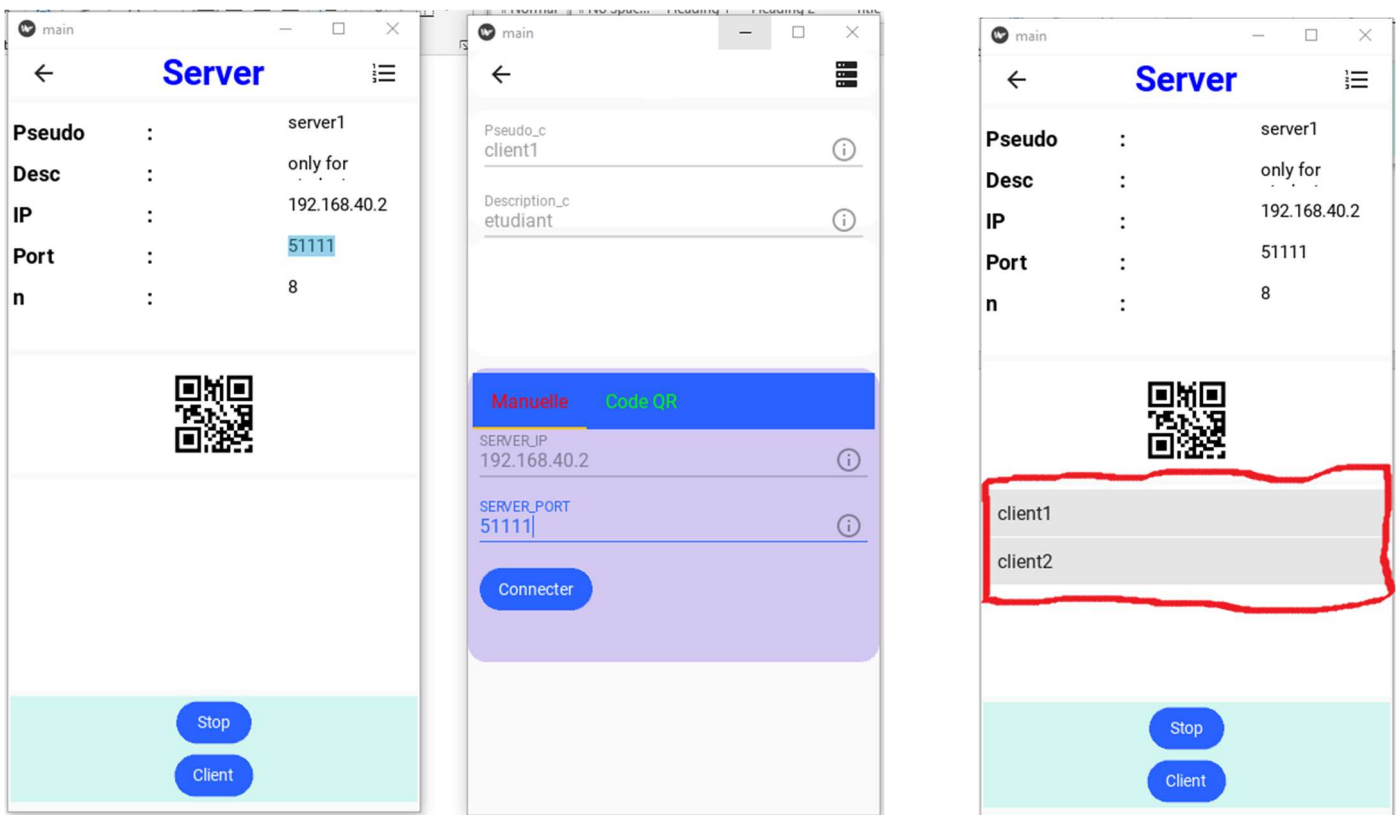 main
Server
Pseudo : server1
Desc : only for
IP : 192.168.40.2
Port : 51111
n : 8
Stop
Client
Normal
main
Pseudo_c
client1
Description_c
etudiant
Manuelle Code QR
SERVER_IP
192.168.40.2
SERVER_PORT
51111
Connecter
main
Server
Pseudo : server1
Desc : only for
IP : 192.168.40.2
Port : 51111
n : 8
client1
client2
Stop
Client